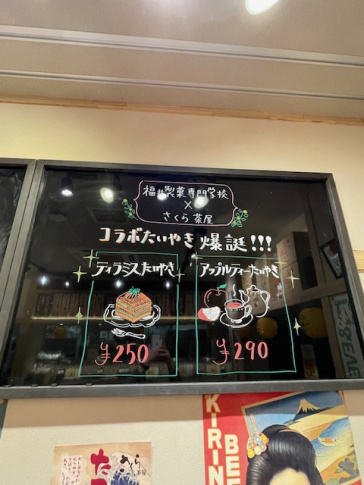 福井製菓専門学校
×
さくら茶屋
コラボたいやき爆誕!!!
ティラミスたいやき
アップルティーたいやき
¥250
¥290
KIRIN
BEER